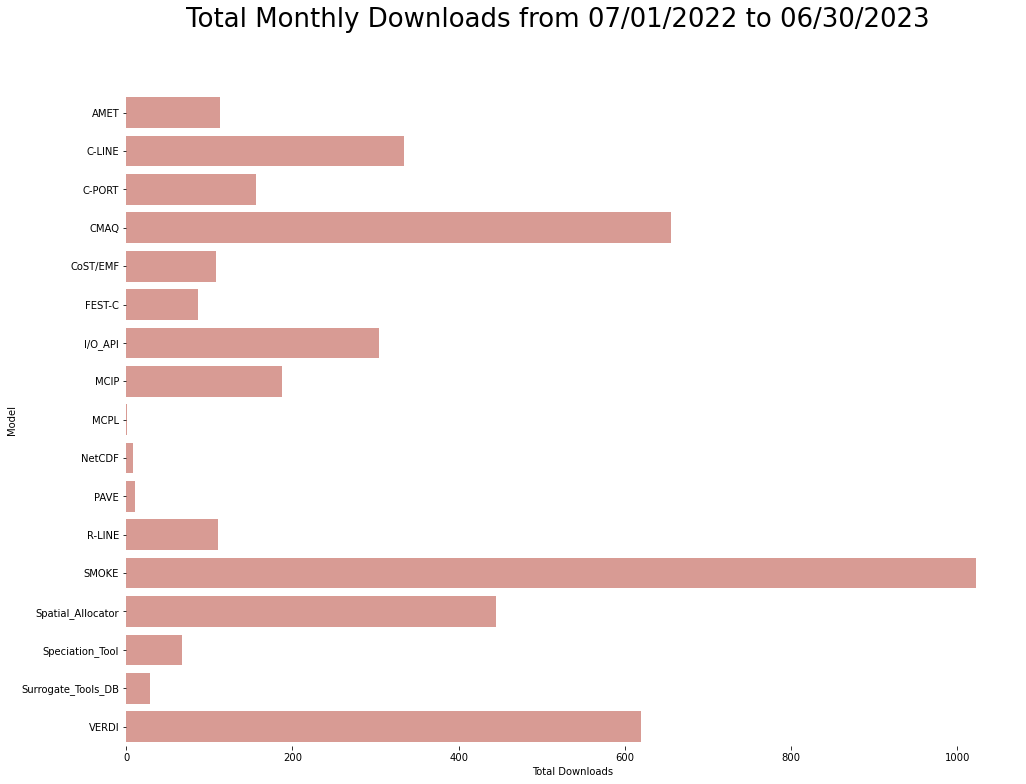 Total Monthly Downloads from 07/01/2022 to 06/30/2023
AMET
C-LINE
C-PORT
CMAQ
CoST/EMF
FEST-C
I/O_API
MCIP
MCPL
NetCDF
PAVE
R-LINE
SMOKE
Spatial_Allocator
Speciation_Tool
Surrogate_Tools_DB
VERDI
Model
0 200 400 600 800 1000
Total Downloads